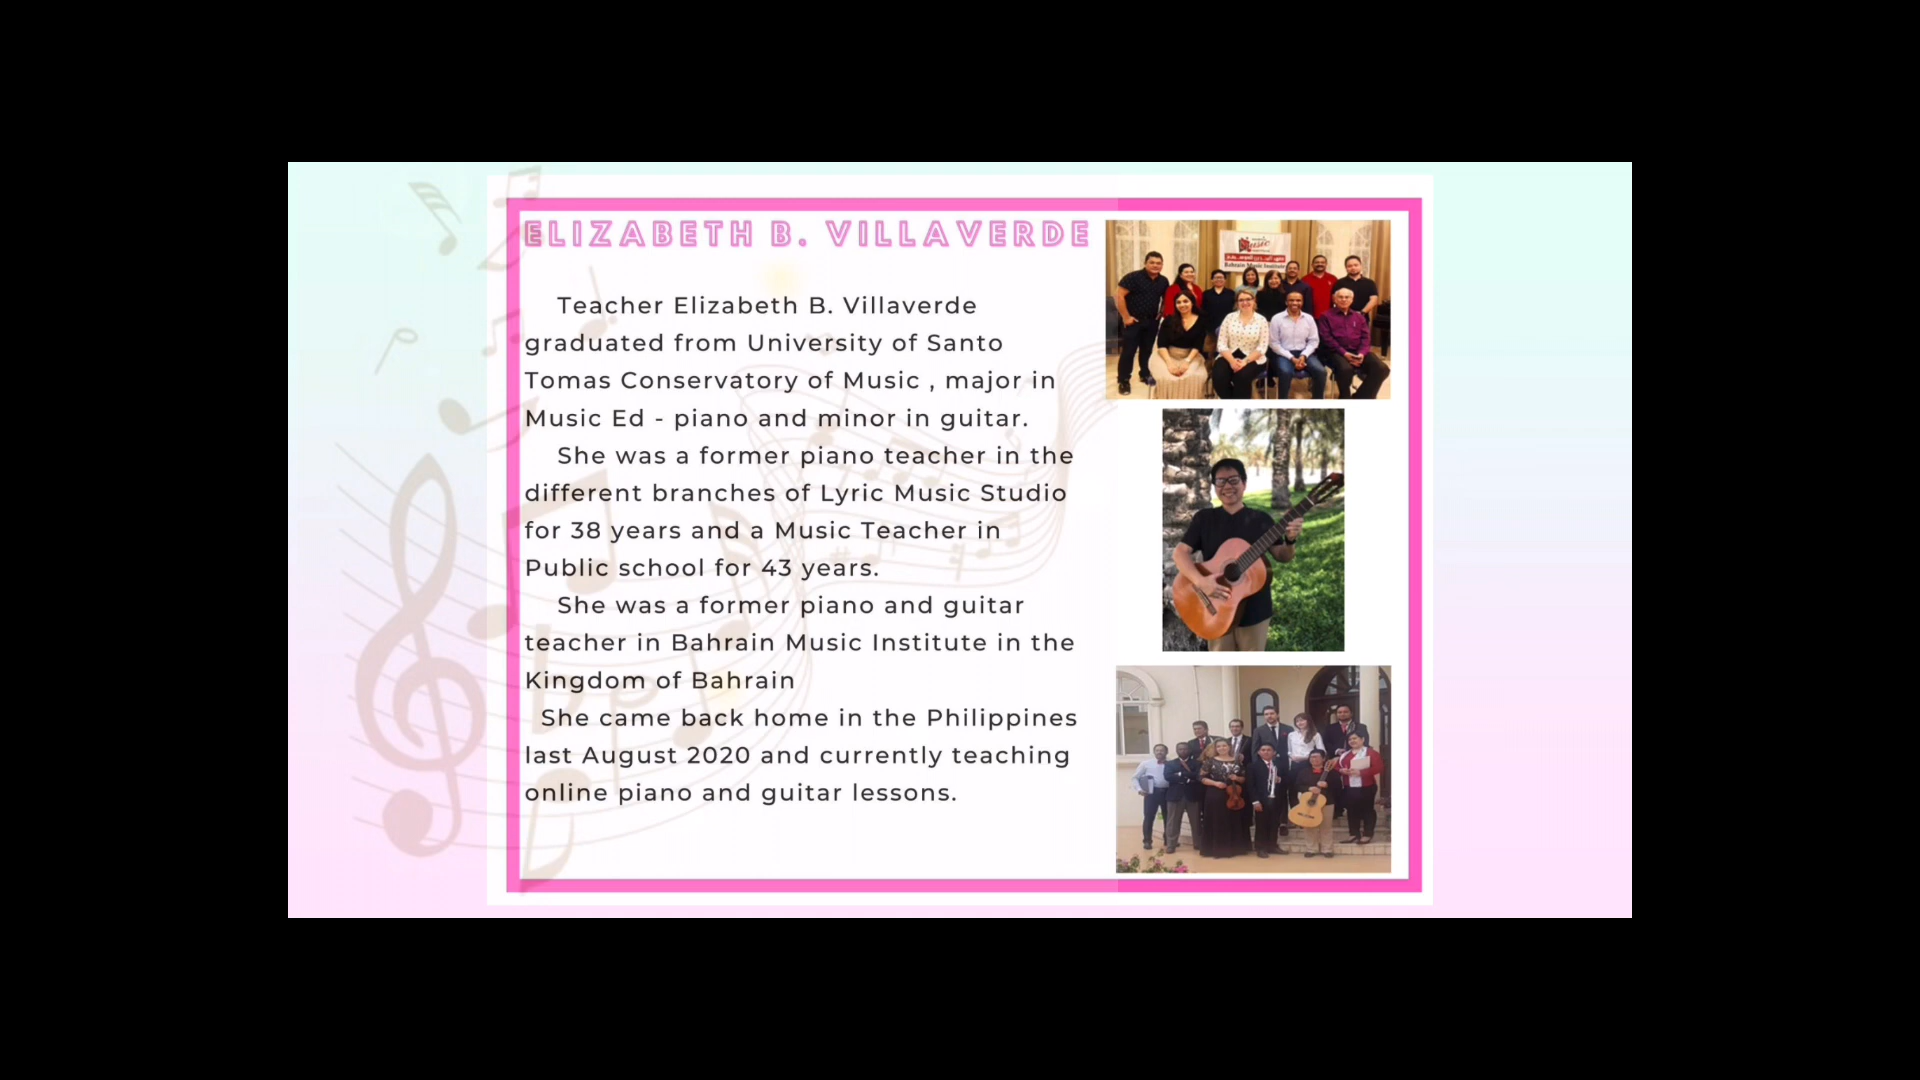 ELIZABETH B. VILLAVERDE
Teacher Elizabeth B. Villaverde
graduated from University of Santo
Tomas Conservatory of Music , major in
Music Ed - piano and minor in guitar.
She was a former piano teacher in the
different branches of Lyric Music Studio
for 38 years and a Music Teacher in
Public school for 43 years.
She was a former piano and guitar
teacher in Bahrain Music Institute in the
Kingdom of Bahrain
She came back home in the Philippines
last August 2020 and currently teaching
online piano and guitar lessons.
Music
Bahrain Music Institute